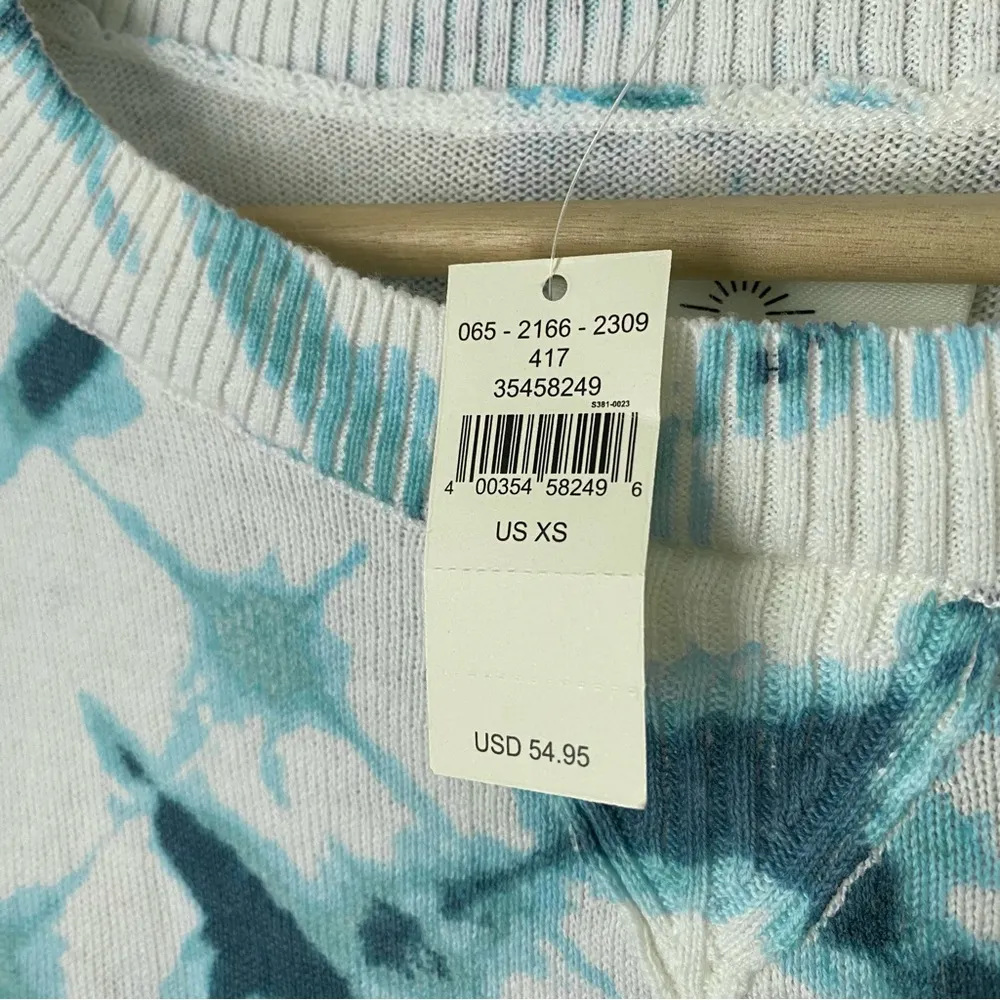 065 - 2166 - 2309
417
35458249
S381-0023
4 00354 58249 6
US XS
USD 54.95